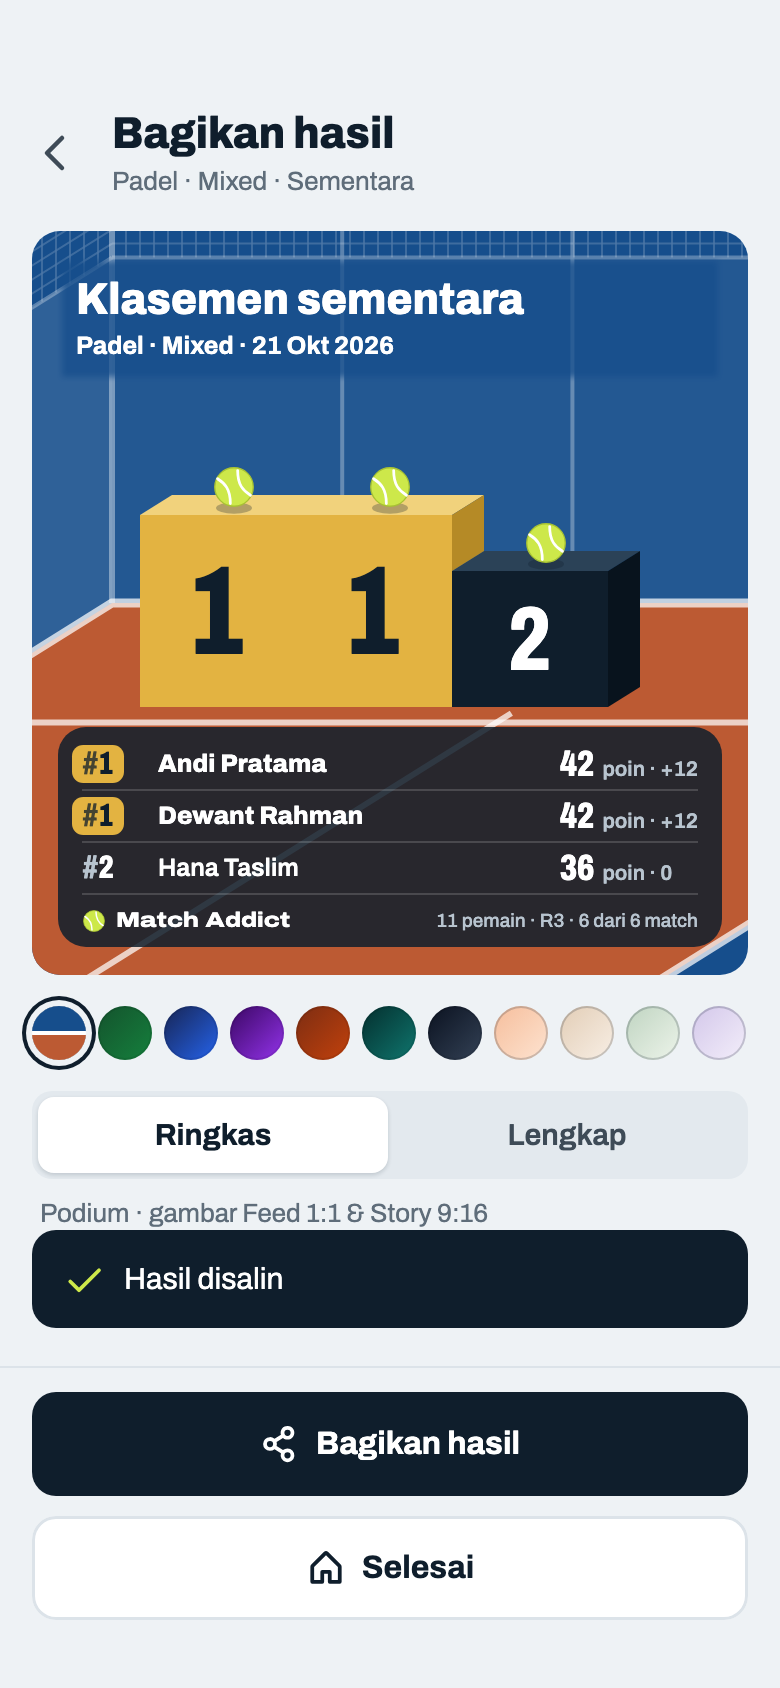 Bagikan hasil
Padel · Mixed · Sementara
Klasemen sementara
Padel · Mixed · 21 Okt 2026
1 1 2
#1 Andi Pratama 42 poin · +12
#1 Dewant Rahman 42 poin · +12
#2 Hana Taslim 36 poin · 0
Match Addict 11 pemain · R3 · 6 dari 6 match
Ringkas Lengkap
Podium · gambar Feed 1:1 & Story 9:16
Hasil disalin
Bagikan hasil
Selesai